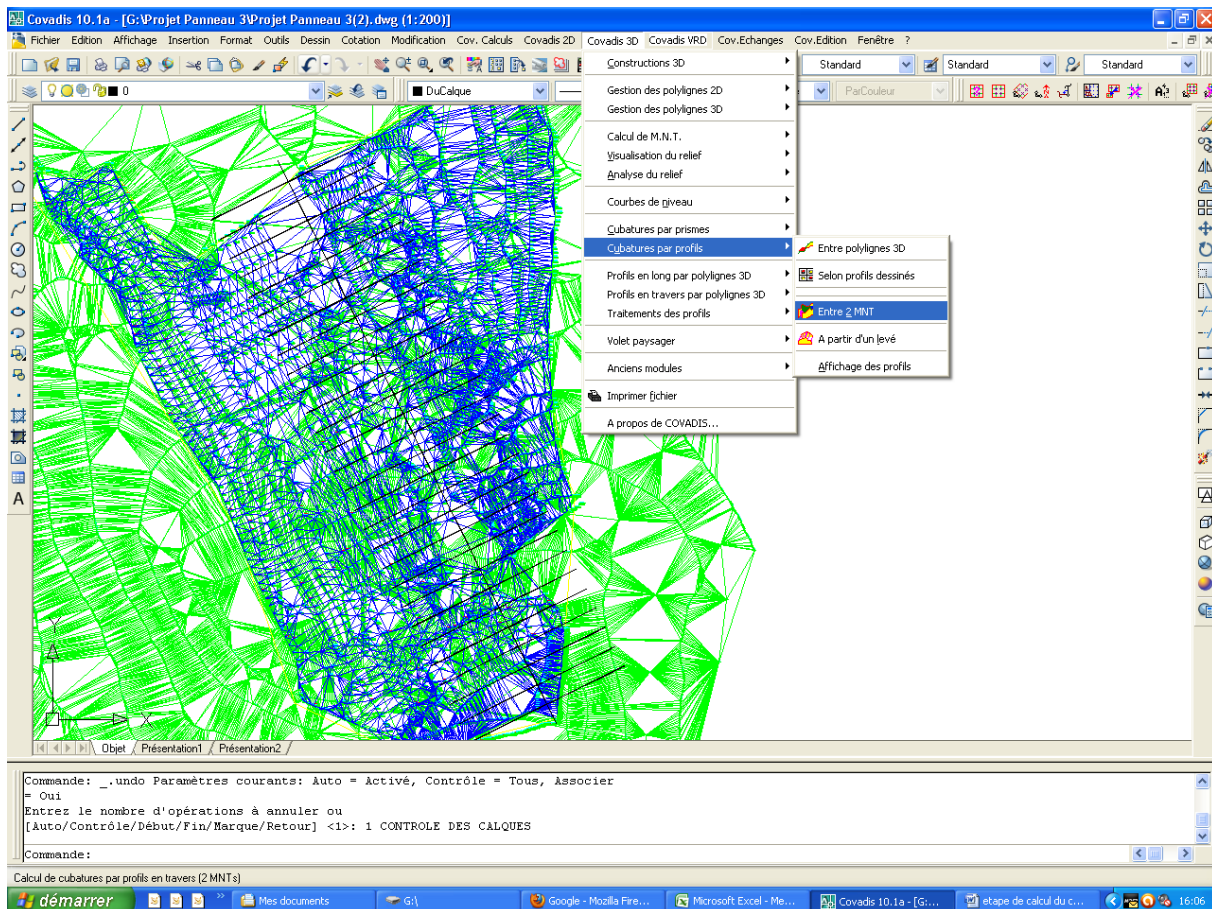 Covadis 10.1a - [G:\Projet Panneau 3\Projet Panneau 3(2).dwg (1:200)]
Fichier Edition Affichage Insertion Format Outils Dessin Cotation Modification Cov. Calculs Covadis 2D Covadis 3D Covadis VRD Cov.Echanges Cov.Edition Fenêtre ?
Standard Standard Standard
0 DuCalque ParCouleur
Constructions 3D
Gestion des polylignes 2D
Gestion des polylignes 3D
Calcul de M.N.T.
Visualisation du relief
Analyse du relief
Courbes de niveau
Cubatures par prismes
Cubatures par profils
Profils en long par polylignes 3D
Profils en travers par polylignes 3D
Traitements des profils
Volet paysager
Anciens modules
Imprimer fichier
A propos de COVADIS...
Entre polylignes 3D
Selon profils dessinés
Entre 2 MNT
A partir d'un levé
Affichage des profils
A
Y
X
Objet Présentation1 Présentation2
Commande: _.undo Paramètres courants: Auto = Activé, Contrôle = Tous, Associer
= Oui
Entrez le nombre d'opérations à annuler ou
[Auto/Contrôle/Début/Fin/Marque/Retour] <1>: 1 CONTROLE DES CALQUES
Commande:
Calcul de cubatures par profils en travers (2 MNTs)
démarrer Mes documents G:\ Google - Mozilla Fire... Microsoft Excel - Me... Covadis 10.1a - [G:... etape de calcul du c... 16:06